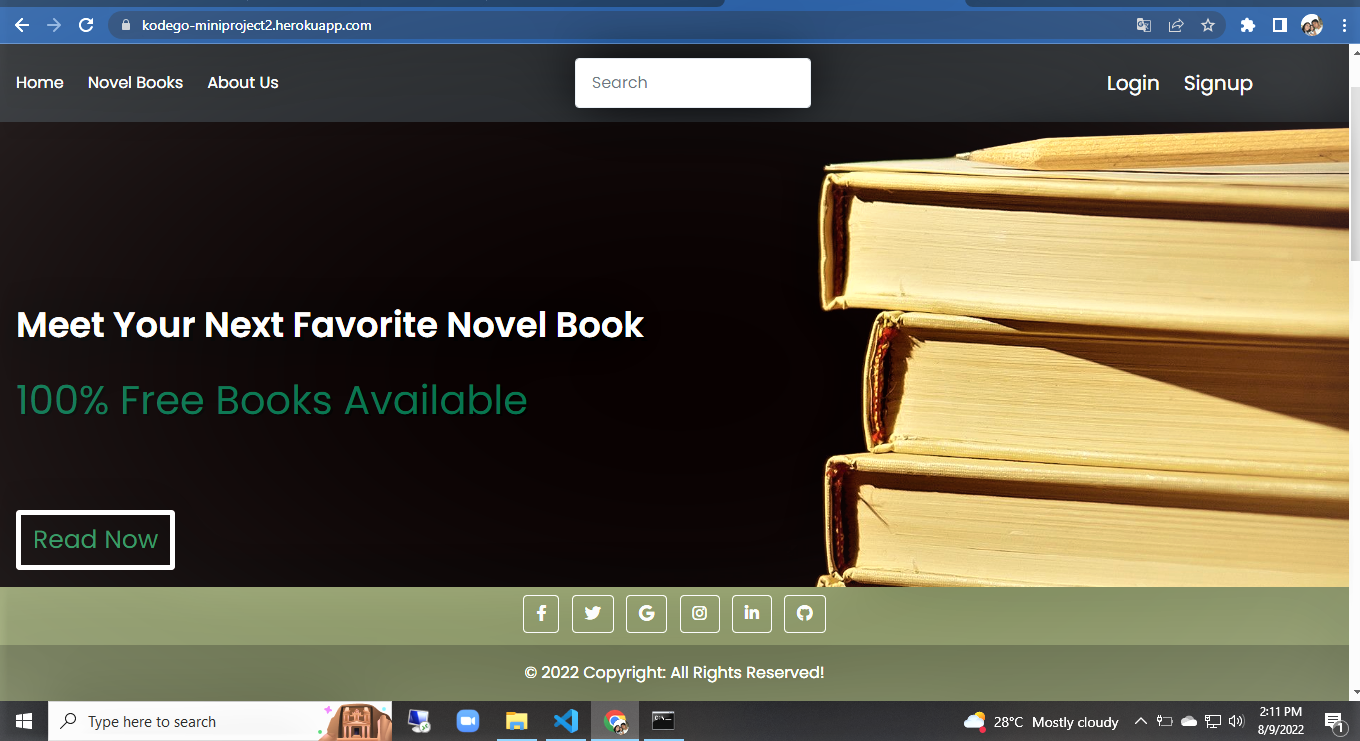 kodego-miniproject2.herokuapp.com
Home Novel Books About Us Search Login Signup
Meet Your Next Favorite Novel Book
100% Free Books Available
Read Now
© 2022 Copyright: All Rights Reserved!
Type here to search 28°C Mostly cloudy 2:11 PM
8/9/2022
1